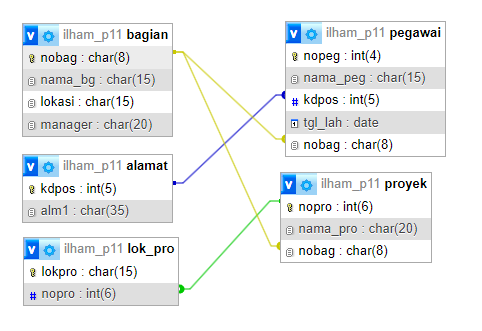 ilham_p11 bagian
nobag : char(8)
nama_bg : char(15)
lokasi : char(15)
manager : char(20)
ilham_p11 alamat
kdpos : int(5)
alm1 : char(35)
ilham_p11 lok_pro
lokpro : char(15)
# nopro : int(6)
ilham_p11 pegawai
nopeg : int(4)
nama_peg : char(15)
# kdpos : int(5)
tgl_lah : date
nobag : char(8)
ilham_p11 proyek
nopro : int(6)
nama_pro : char(20)
nobag : char(8)